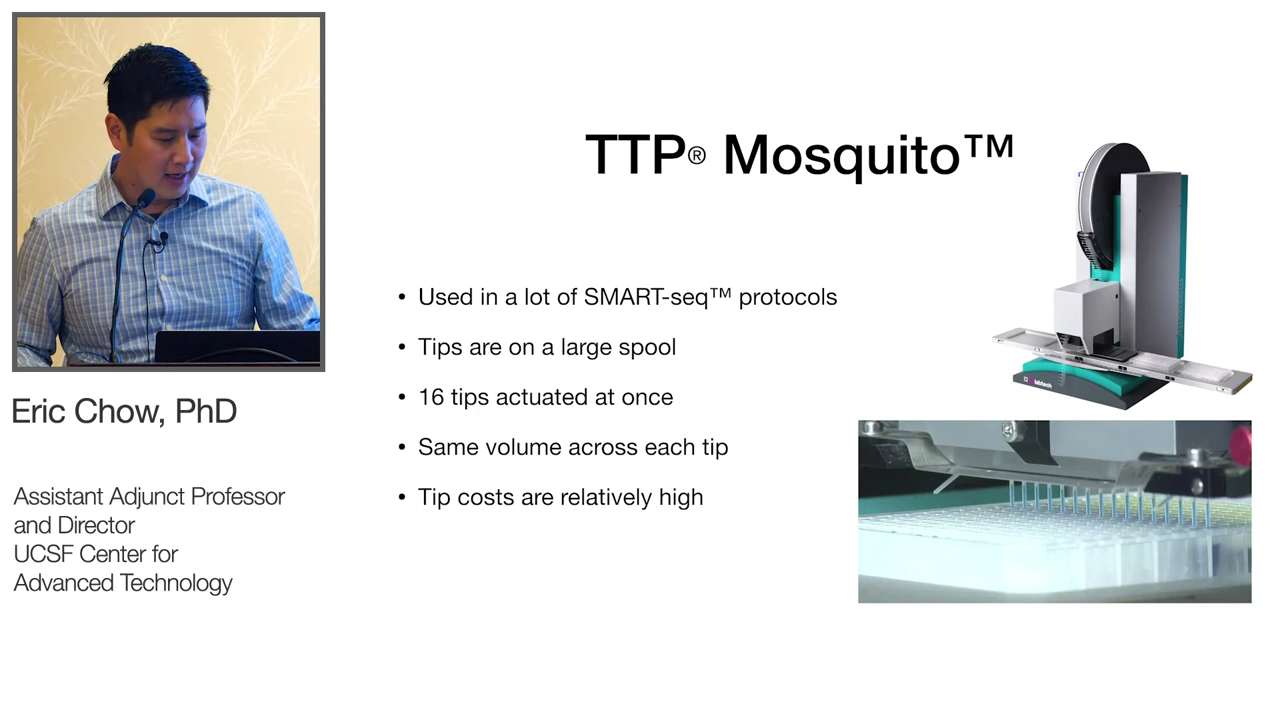 TTP® Mosquito™
• Used in a lot of SMART-seq™ protocols
• Tips are on a large spool
• 16 tips actuated at once
• Same volume across each tip
• Tip costs are relatively high
labtech
Eric Chow, PhD
Assistant Adjunct Professor
and Director
UCSF Center for
Advanced Technology